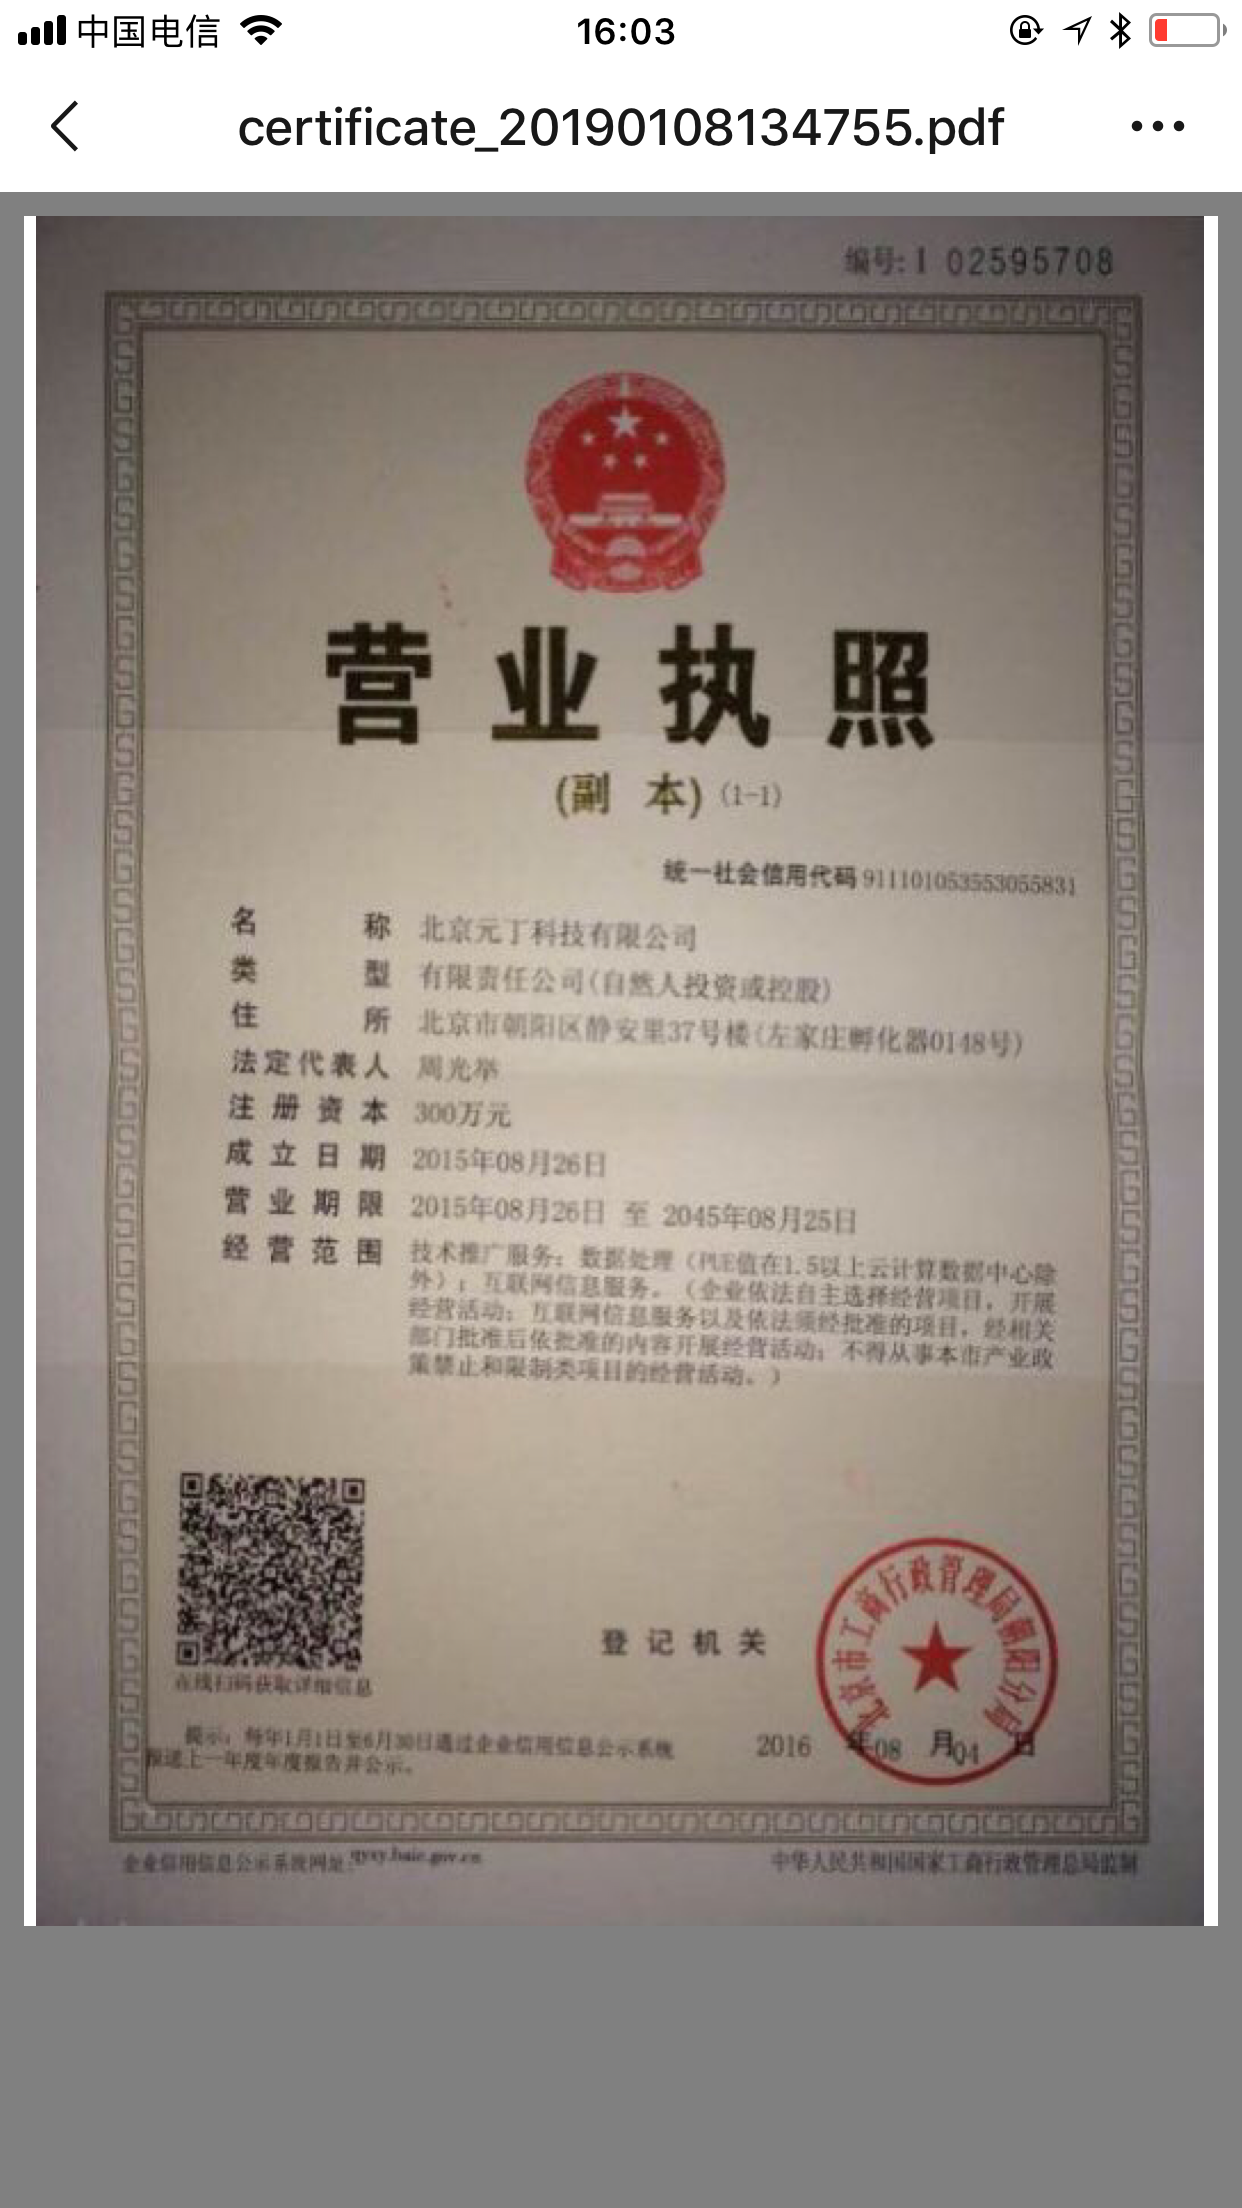 中国电信
16:03
certificate_20190108134755.pdf
编号: I 02595708
营业执照
(副 本) (1-1)
统一社会信用代码 911101053553055831
名 称 北京元丁科技有限公司
类 型 有限责任公司(自然人投资或控股)
住 所 北京市朝阳区静安里37号楼(左家庄孵化器0148号)
法定代表人 周光举
注册资本 300万元
成立日期 2015年08月26日
营业期限 2015年08月26日 至 2045年08月25日
经营范围 技术推广服务；数据处理（PUE值在1.5以上云计算数据中心除
外）；互联网信息服务。（企业依法自主选择经营项目，开展
经营活动；互联网信息服务以及依法须经批准的项目，经相关
部门批准后依批准的内容开展经营活动；不得从事本市产业政
策禁止和限制类项目的经营活动。）
在线扫码获取详细信息
登记机关
北京市工商行政管理局朝阳分局
提示：每年1月1日至6月30日通过企业信用信息公示系统
报送上一年度年度报告并公示。
2016 年08 月04 日
企业信用信息公示系统网址：qyxy.baic.gov.cn
中华人民共和国国家工商行政管理总局监制